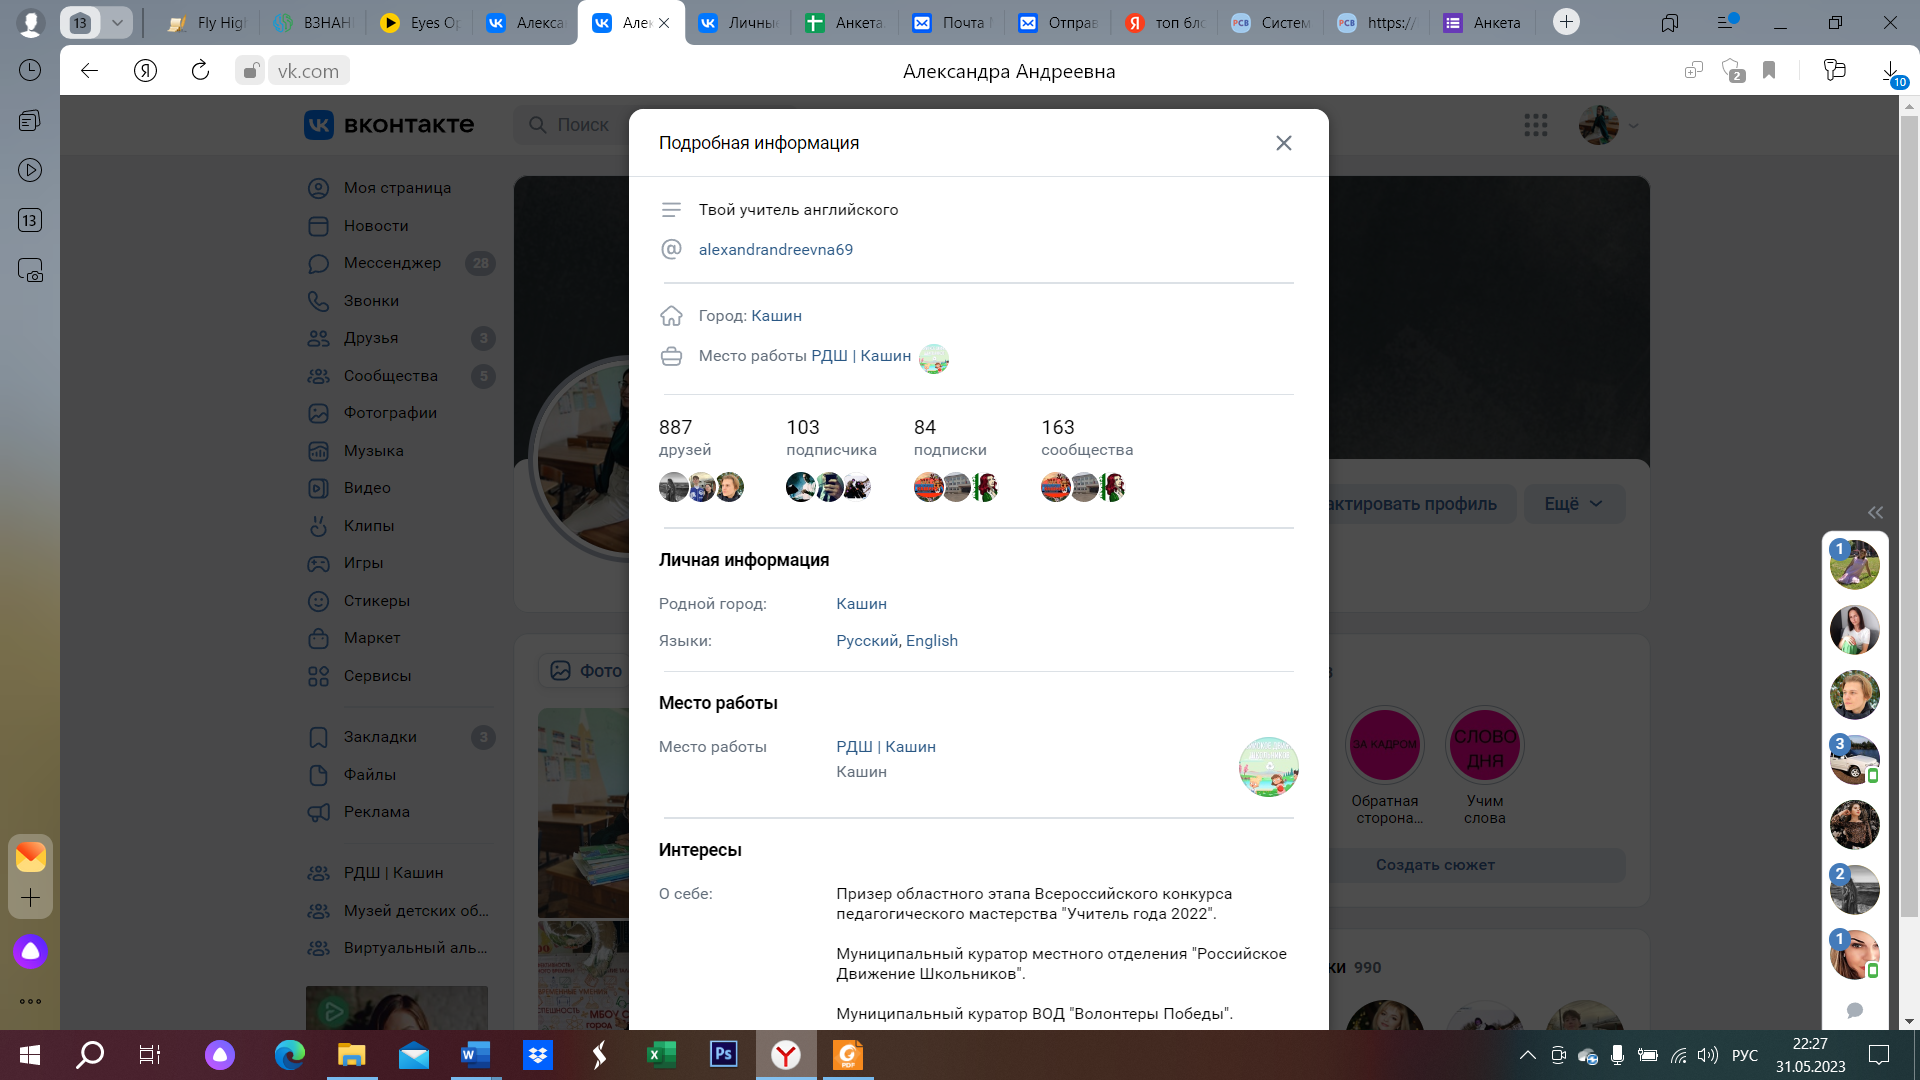 13
Fly High
ВЗНАН
Eyes Op
Алекса
Але
Личны
Анкета
Почта
Отправ
топ бло
Систем
https://
Анкета
vk.com
Александра Андреевна
2
10
вконтакте
Поиск
Моя страница
Новости
Мессенджер 28
Звонки
Друзья 3
Сообщества 5
Фотографии
Музыка
Видео
Клипы
Игры
Стикеры
Маркет
Сервисы
Закладки 3
Файлы
Реклама
РДШ | Кашин
Музей детских об...
Виртуальный аль...
13
Подробная информация
Твой учитель английского
alexandrandreevna69
Город: Кашин
Место работы РДШ | Кашин
887 103 84 163
друзей подписчика подписки сообщества
Личная информация
Родной город: Кашин
Языки: Русский, English
Место работы
Место работы РДШ | Кашин
Кашин
Интересы
О себе: Призер областного этапа Всероссийского конкурса
педагогического мастерства "Учитель года 2022".
Муниципальный куратор местного отделения "Российское
Движение Школьников".
Муниципальный куратор ВОД "Волонтеры Победы".
Фото
актировать профиль
Ещё
ЗА КАДРОМ
СЛОВО
ДНЯ
Обратная
сторона...
Учим
слова
Создать сюжет
ки 990
1
3
2
1
РУС
22:27
31.05.2023